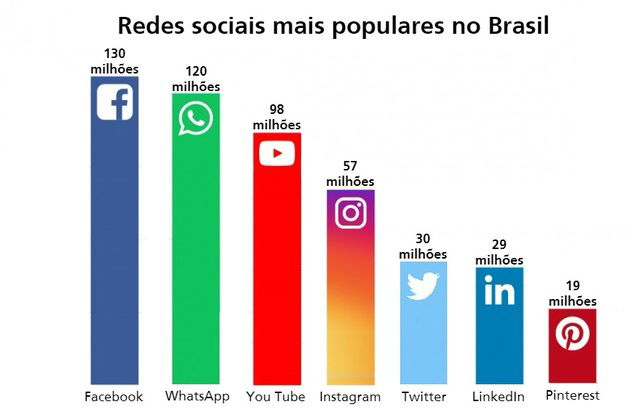 Redes sociais mais populares no Brasil
130
milhões
120
milhões
98
milhões
57
milhões
30
milhões
29
milhões
19
milhões
f
in
Facebook WhatsApp You Tube Instagram Twitter LinkedIn Pinterest